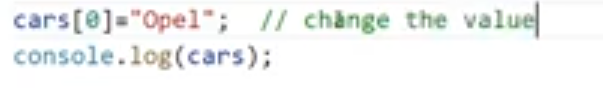 cars[0]="Opel";  // change the value
console.log(cars);